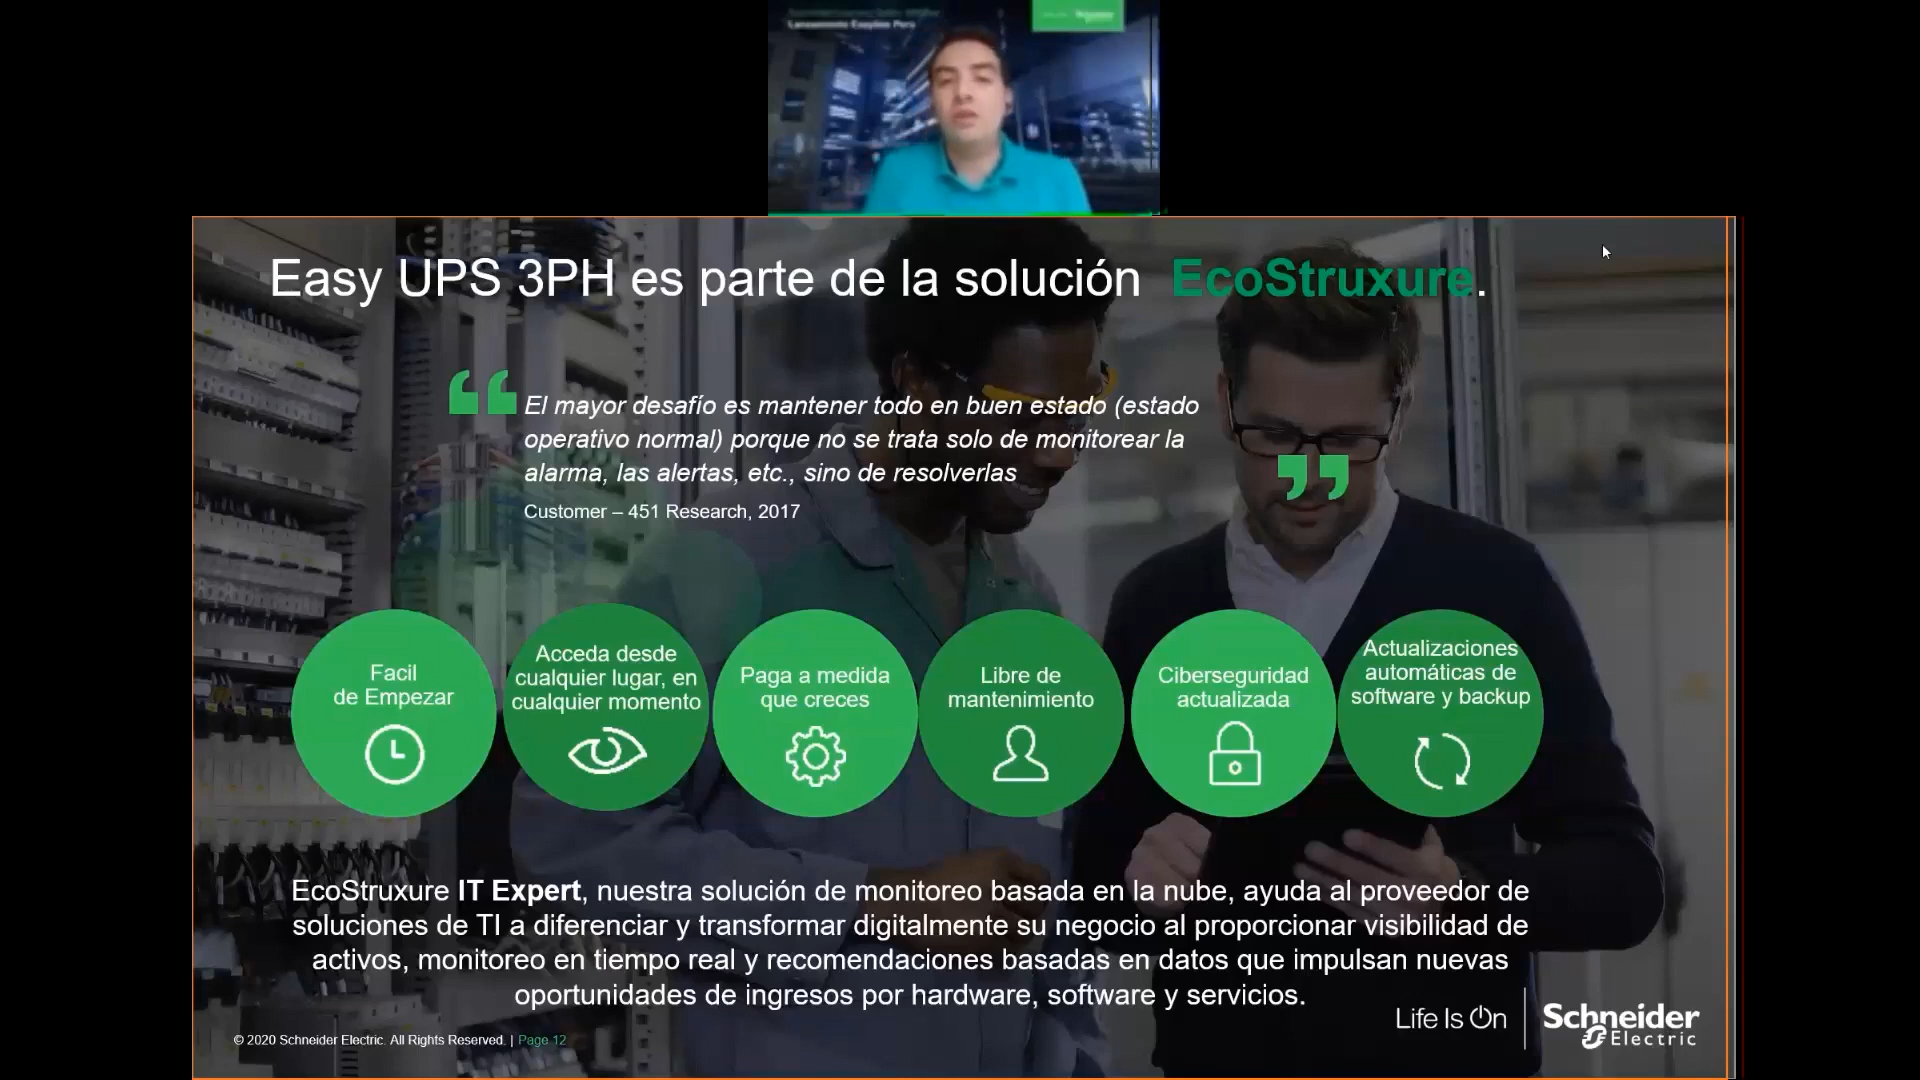 Lanzamiento Easyline Perú
Easy UPS 3PH es parte de la solución EcoStruxure.
El mayor desafío es mantener todo en buen estado (estado
operativo normal) porque no se trata solo de monitorear la
alarma, las alertas, etc., sino de resolverlas
Customer – 451 Research, 2017
Facil
de Empezar
Acceda desde
cualquier lugar, en
cualquier momento
Paga a medida
que creces
Libre de
mantenimiento
Ciberseguridad
actualizada
Actualizaciones
automáticas de
software y backup
EcoStruxure IT Expert, nuestra solución de monitoreo basada en la nube, ayuda al proveedor de
soluciones de TI a diferenciar y transformar digitalmente su negocio al proporcionar visibilidad de
activos, monitoreo en tiempo real y recomendaciones basadas en datos que impulsan nuevas
oportunidades de ingresos por hardware, software y servicios.
Life Is On
Schneider
Electric
© 2020 Schneider Electric. All Rights Reserved. | Page 12